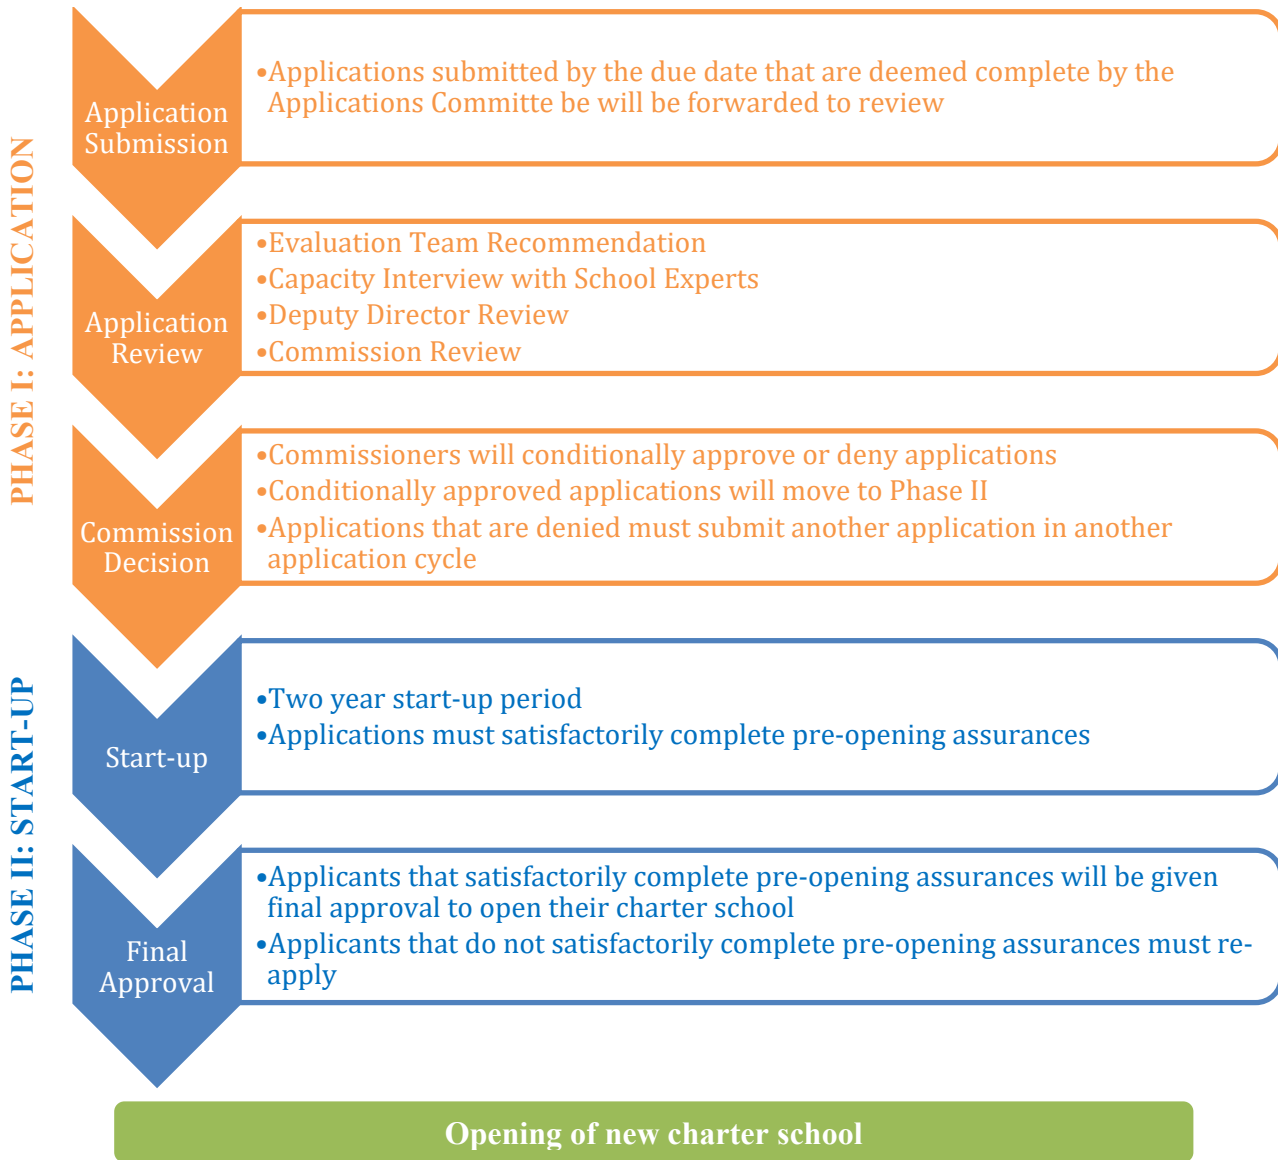 PHASE I: APPLICATION
Application
Submission
•Applications submitted by the due date that are deemed complete by the
Applications Committe be will be forwarded to review
Application
Review
•Evaluation Team Recommendation
•Capacity Interview with School Experts
•Deputy Director Review
•Commission Review
Commission
Decision
•Commissioners will conditionally approve or deny applications
•Conditionally approved applications will move to Phase II
•Applications that are denied must submit another application in another
application cycle
PHASE II: START-UP
Start-up
•Two year start-up period
•Applications must satisfactorily complete pre-opening assurances
Final
Approval
•Applicants that satisfactorily complete pre-opening assurances will be given
final approval to open their charter school
•Applicants that do not satisfactorily complete pre-opening assurances must re-
apply
Opening of new charter school